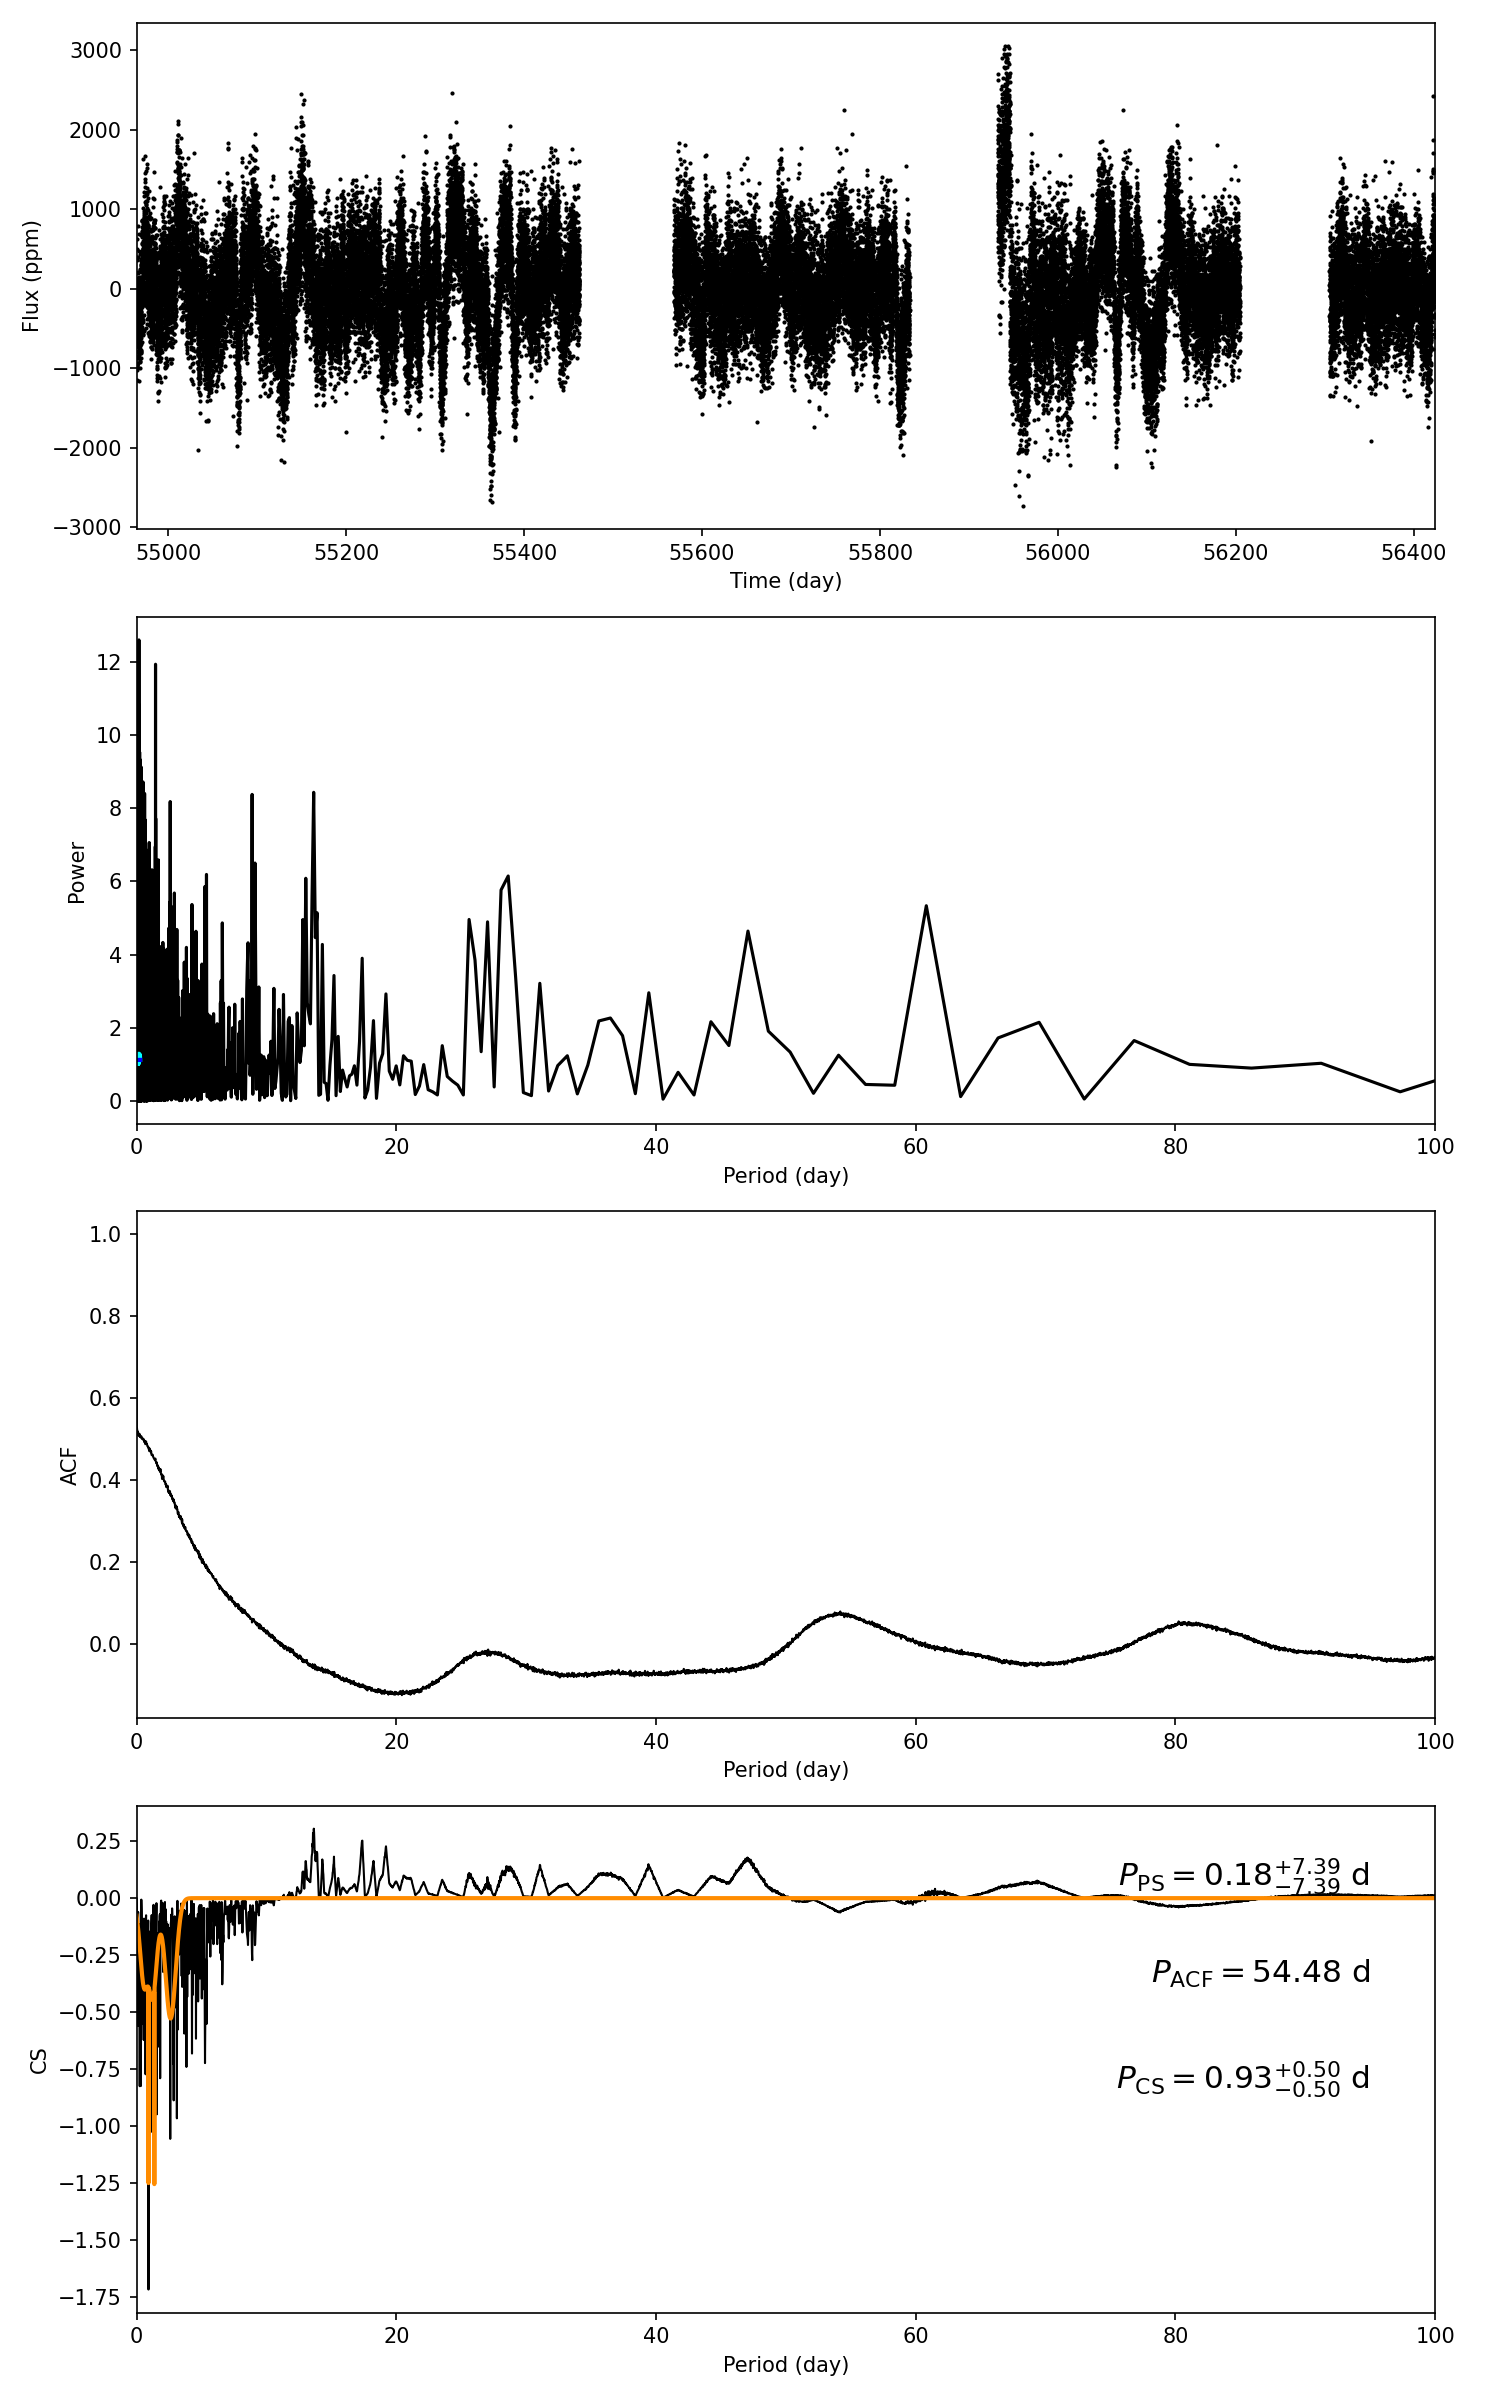 3000
2000
1000
0
−1000
−2000
−3000
Flux (ppm)
55000 55200 55400 55600 55800 56000 56200 56400
Time (day)
12
10
8
6
4
2
0
Power
0 20 40 60 80 100
Period (day)
1.0
0.8
0.6
0.4
0.2
0.0
ACF
0 20 40 60 80 100
Period (day)
0.25
0.00
−0.25
−0.50
−0.75
−1.00
−1.25
−1.50
−1.75
CS
P_PS = 0.18 +7.39 −7.39 d
P_ACF = 54.48 d
P_CS = 0.93 +0.50 −0.50 d
0 20 40 60 80 100
Period (day)